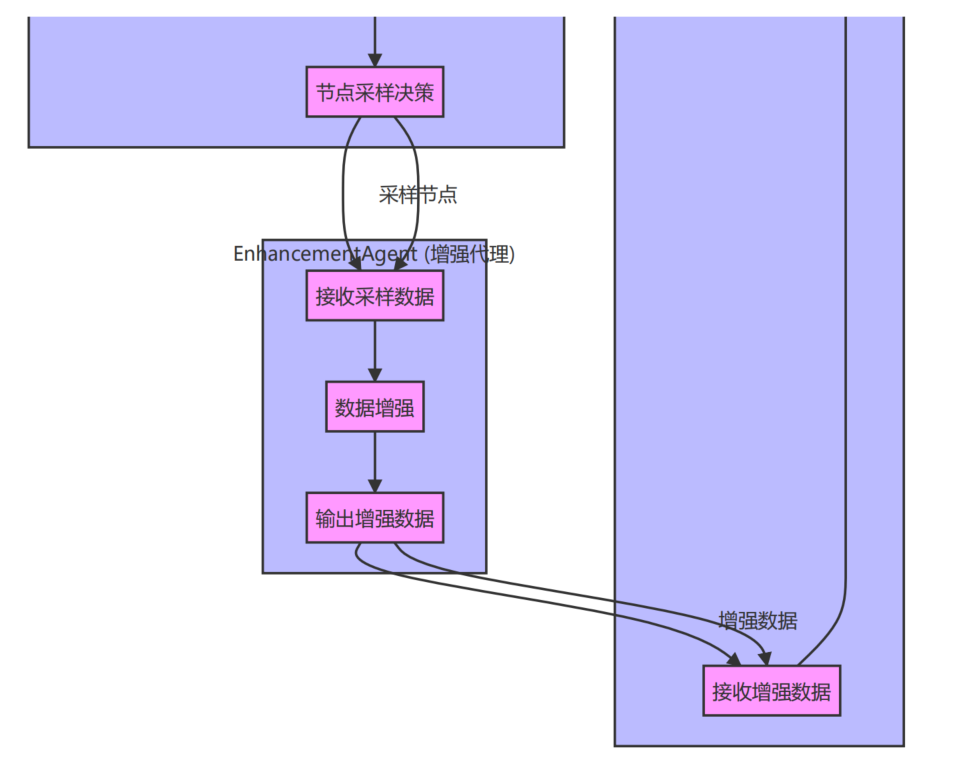 节点采样决策
采样节点
EnhancementAgent (增强代理)
接收采样数据
数据增强
输出增强数据
增强数据
接收增强数据